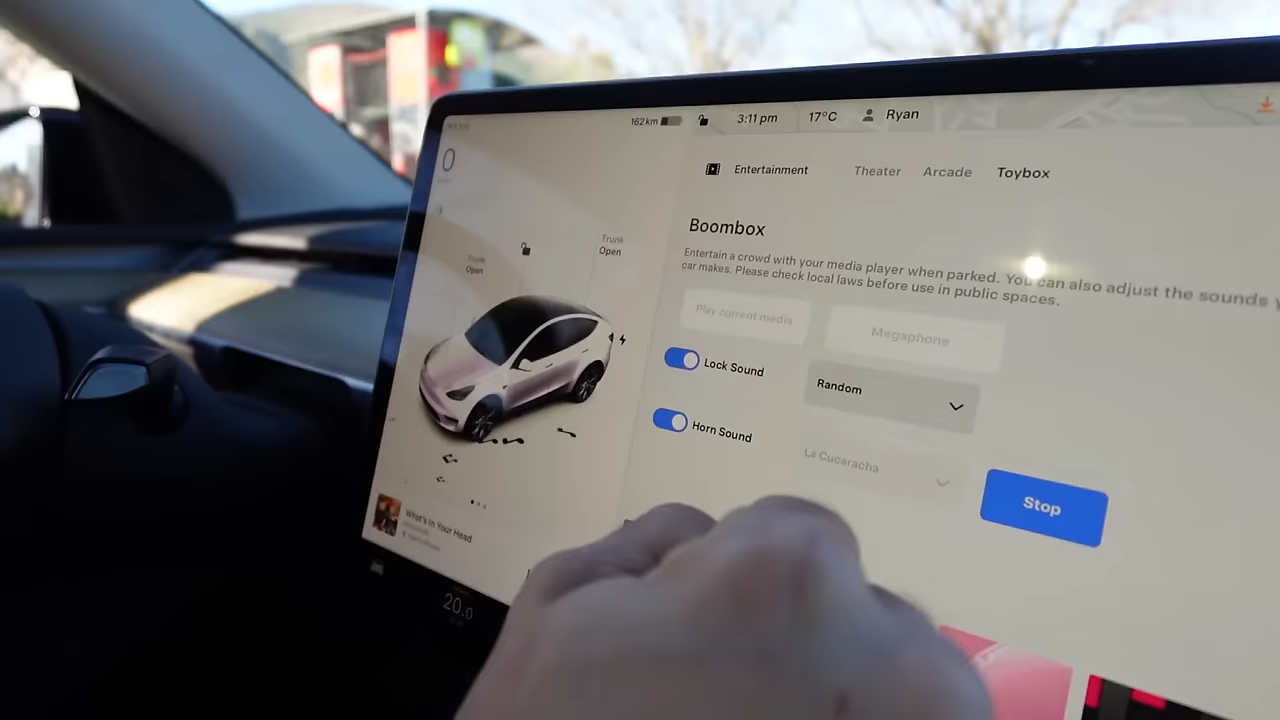 162 km 3:11 pm 17°C Ryan
0
Entertainment Theater Arcade Toybox
Boombox
Entertain a crowd with your media player when parked. You can also adjust the sounds
car makes. Please check local laws before use in public spaces.
Trunk
Open
Open
Play current media Megaphone
Lock Sound Random
Horn Sound La Cucaracha
Stop
What's In Your Head
20.0